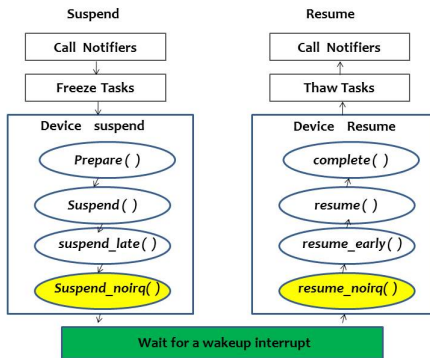 Suspend
Call Notifiers
Freeze Tasks
Device suspend
Prepare( )
Suspend( )
suspend_late( )
Suspend_noirq( )
Resume
Call Notifiers
Thaw Tasks
Device Resume
complete( )
resume( )
resume_early( )
resume_noirq( )
Wait for a wakeup interrupt